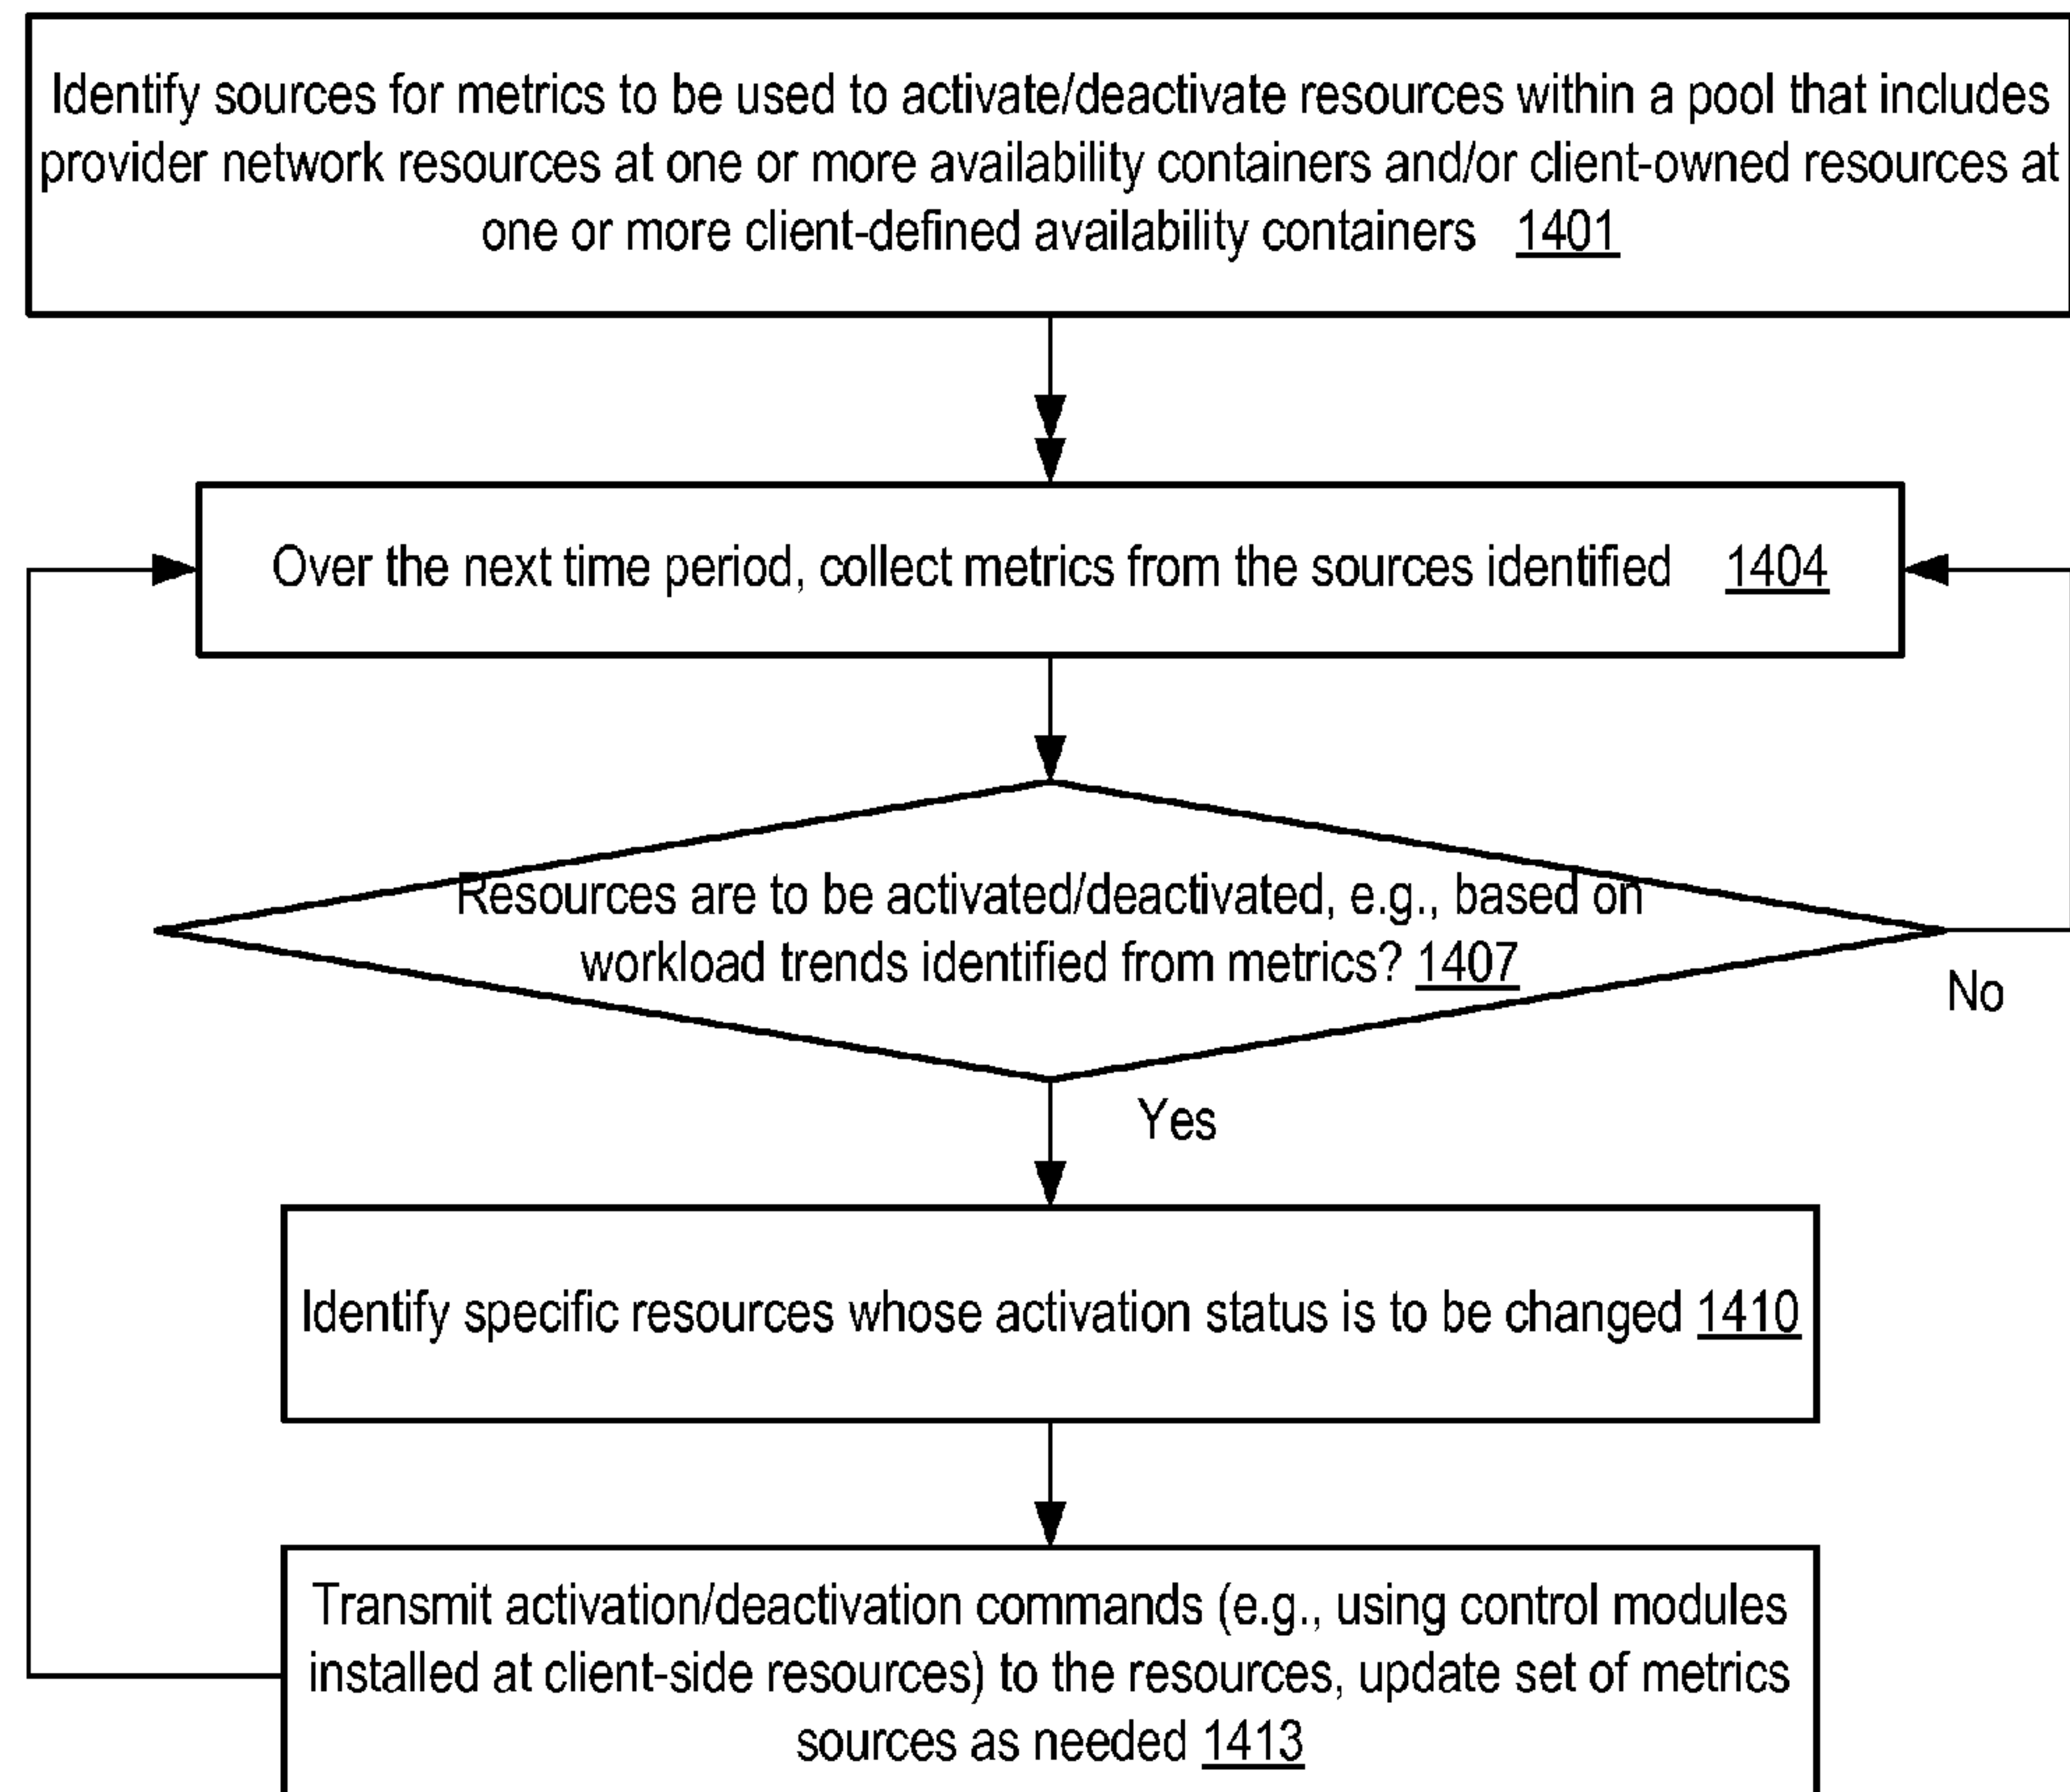 Identify sources for metrics to be used to activate/deactivate resources within a pool that includes
provider network resources at one or more availability containers and/or client-owned resources at
one or more client-defined availability containers 1401
Over the next time period, collect metrics from the sources identified 1404
Resources are to be activated/deactivated, e.g., based on
workload trends identified from metrics? 1407
No
Yes
Identify specific resources whose activation status is to be changed 1410
Transmit activation/deactivation commands (e.g., using control modules
installed at client-side resources) to the resources, update set of metrics
sources as needed 1413